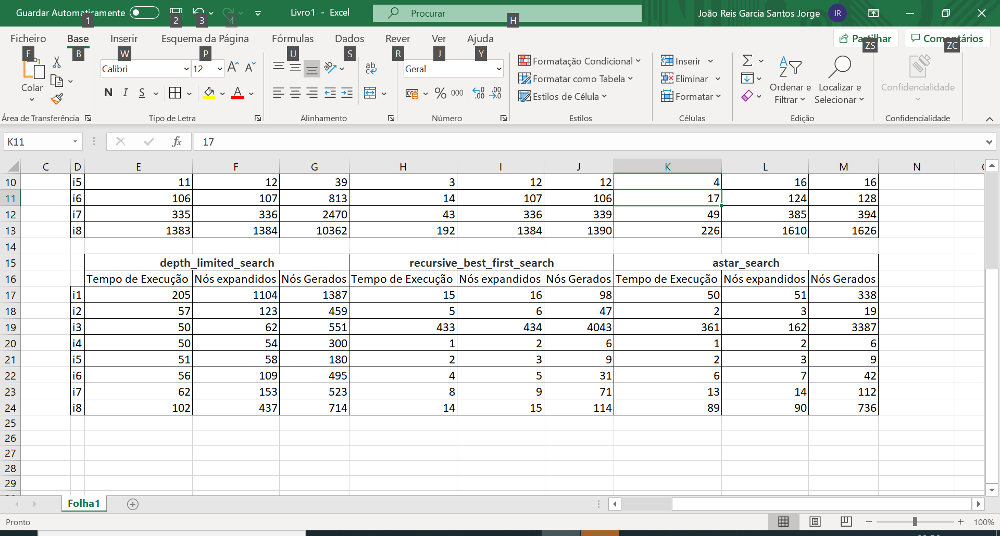 Guardar Automaticamente
Livro1 - Excel
Procurar
João Reis Garcia Santos Jorge
JR
1 2 3 4 H
Ficheiro Base Inserir Esquema da Página Fórmulas Dados Rever Ver Ajuda Partilhar Comentários
F B W P U S R J Y ZS ZC
Calibri 12 Geral
Colar
N I S A % 000
ab
Formatação Condicional
Formatar como Tabela
Estilos de Célula
Inserir
Eliminar
Formatar
Ordenar e Filtrar
Localizar e Selecionar
Confidencialidade
Área de Transferência Tipo de Letra Alinhamento Número Estilos Células Edição Confidencialidade
K11 fx 17
C D E F G H I J K L M N
10 i5 11 12 39 3 12 12 4 16 16
11 i6 106 107 813 14 107 106 17 124 128
12 i7 335 336 2470 43 336 339 49 385 394
13 i8 1383 1384 10362 192 1384 1390 226 1610 1626
14
15 depth_limited_search recursive_best_first_search astar_search
16 Tempo de Execução Nós expandidos Nós Gerados Tempo de Execução Nós expandidos Nós Gerados Tempo de Execução Nós expandidos Nós Gerados
17 i1 205 1104 1387 15 16 98 50 51 338
18 i2 57 123 459 5 6 47 2 3 19
19 i3 50 62 551 433 434 4043 361 162 3387
20 i4 50 54 300 1 2 6 1 2 6
21 i5 51 58 180 2 3 9 2 3 9
22 i6 56 109 495 4 5 31 6 7 42
23 i7 62 153 523 8 9 71 13 14 112
24 i8 102 437 714 14 15 114 89 90 736
25
26
27
28
29
Folha1
Pronto
100%